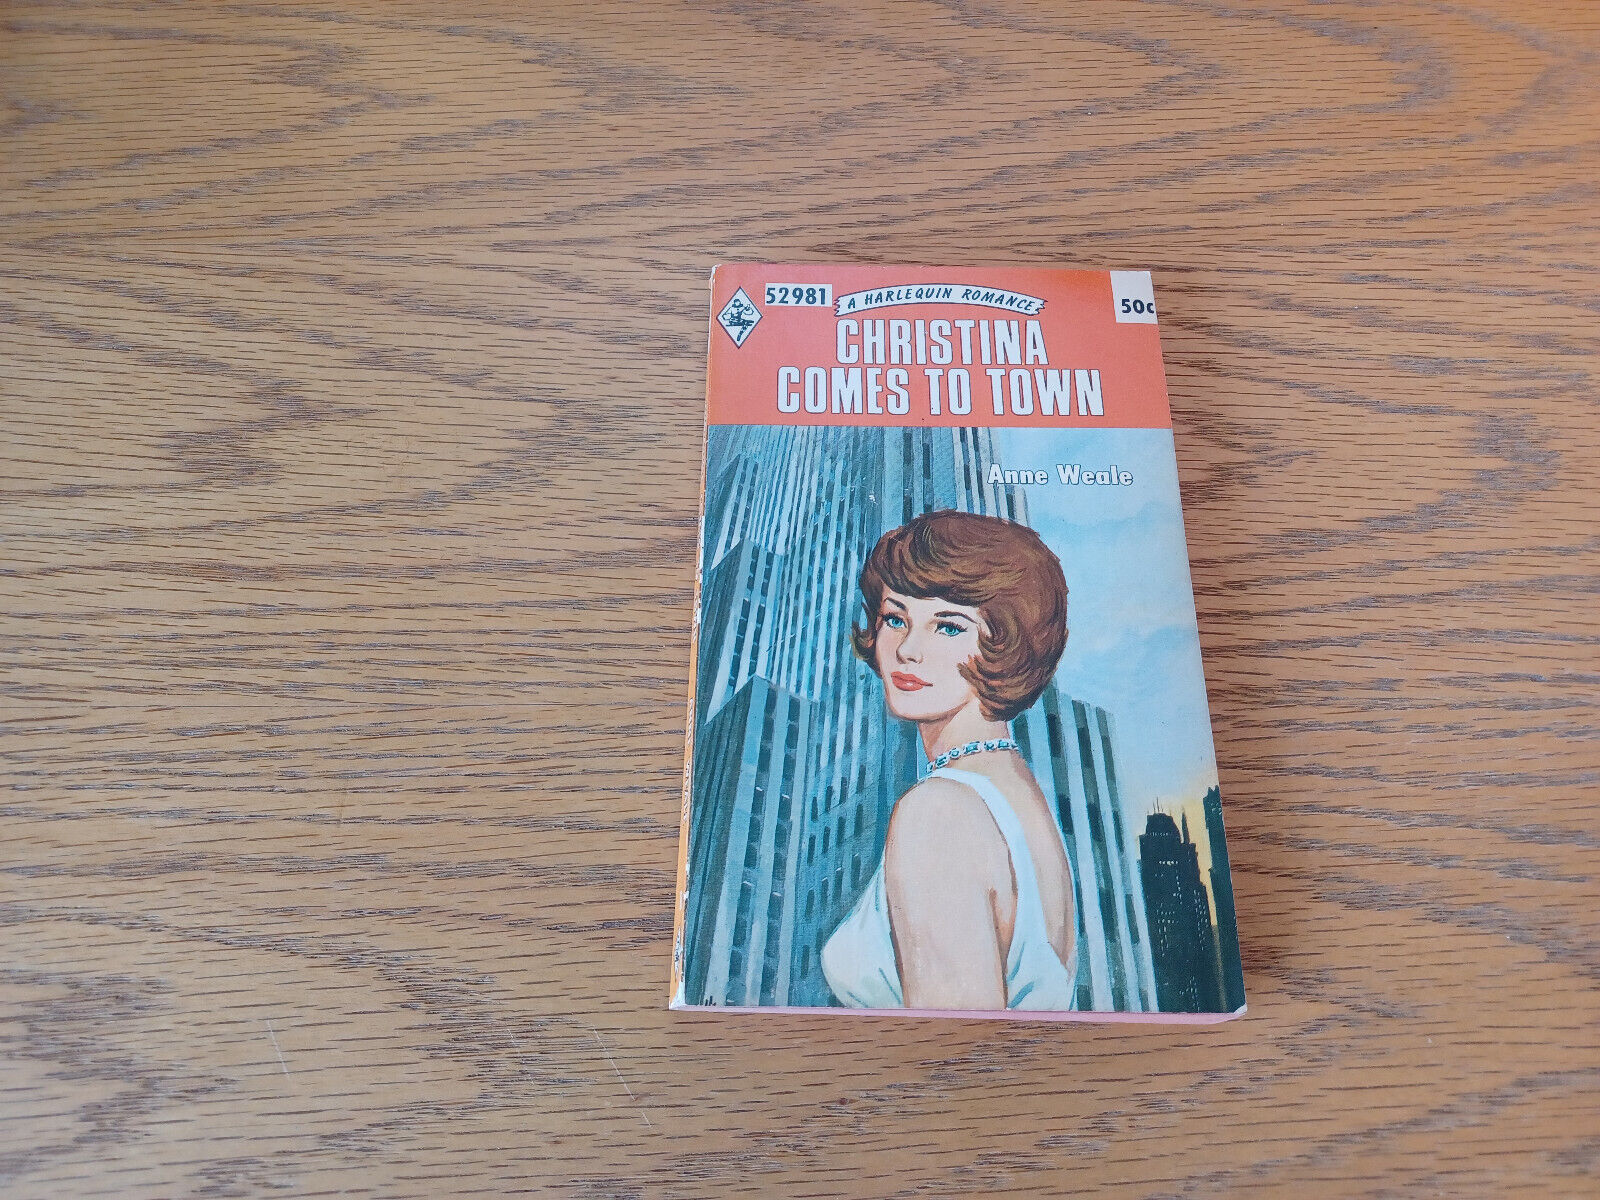 52981
A HARLEQUIN ROMANCE
50c
CHRISTINA
COMES TO TOWN
Anne Weale